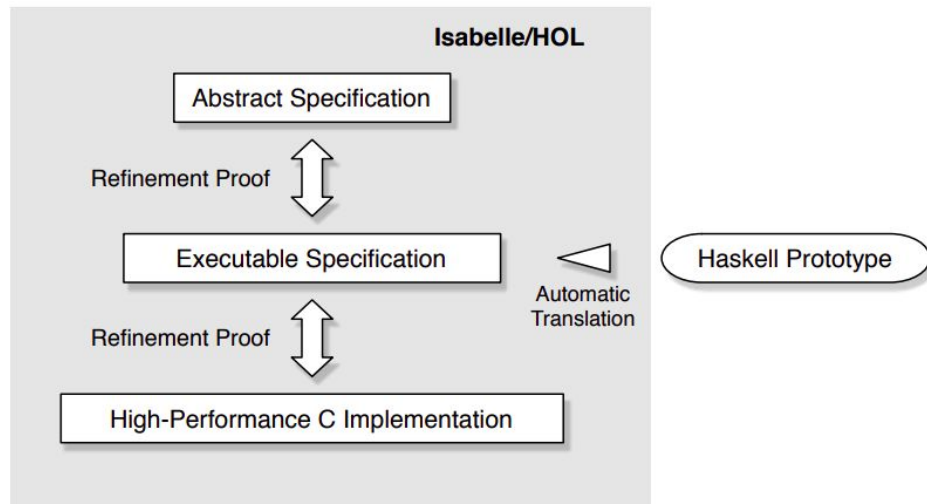 Isabelle/HOL
Abstract Specification
Refinement Proof
Executable Specification
Haskell Prototype
Automatic
Translation
Refinement Proof
High-Performance C Implementation